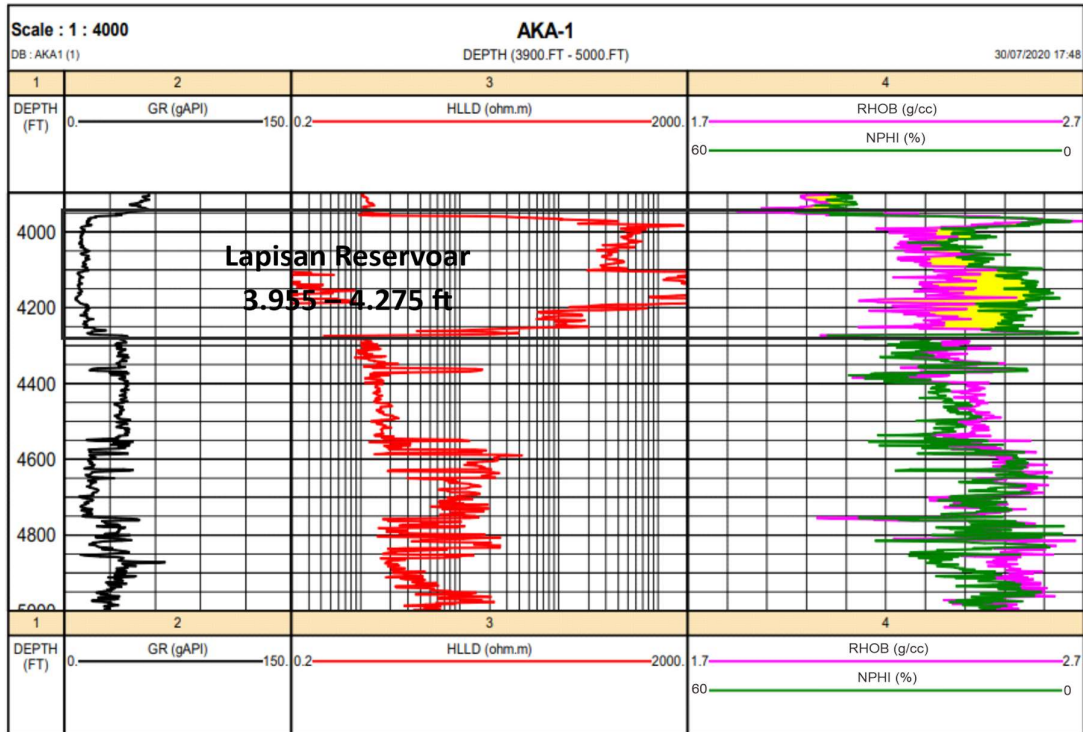 Scale : 1 : 4000
AKA-1
DB : AKA1 (1)
DEPTH (3900.FT - 5000.FT)
30/07/2020 17:48
1 2 3 4
DEPTH (FT)
GR (gAPI)
0. 150.
HLLD (ohm.m)
0.2 2000.
RHOB (g/cc)
1.7 2.7
NPHI (%)
60 0
4000
Lapisan Reservoar
3.955 – 4.275 ft
4200
4400
4600
4800
5000
1 2 3 4
DEPTH (FT)
GR (gAPI)
0. 150.
HLLD (ohm.m)
0.2 2000.
RHOB (g/cc)
1.7 2.7
NPHI (%)
60 0